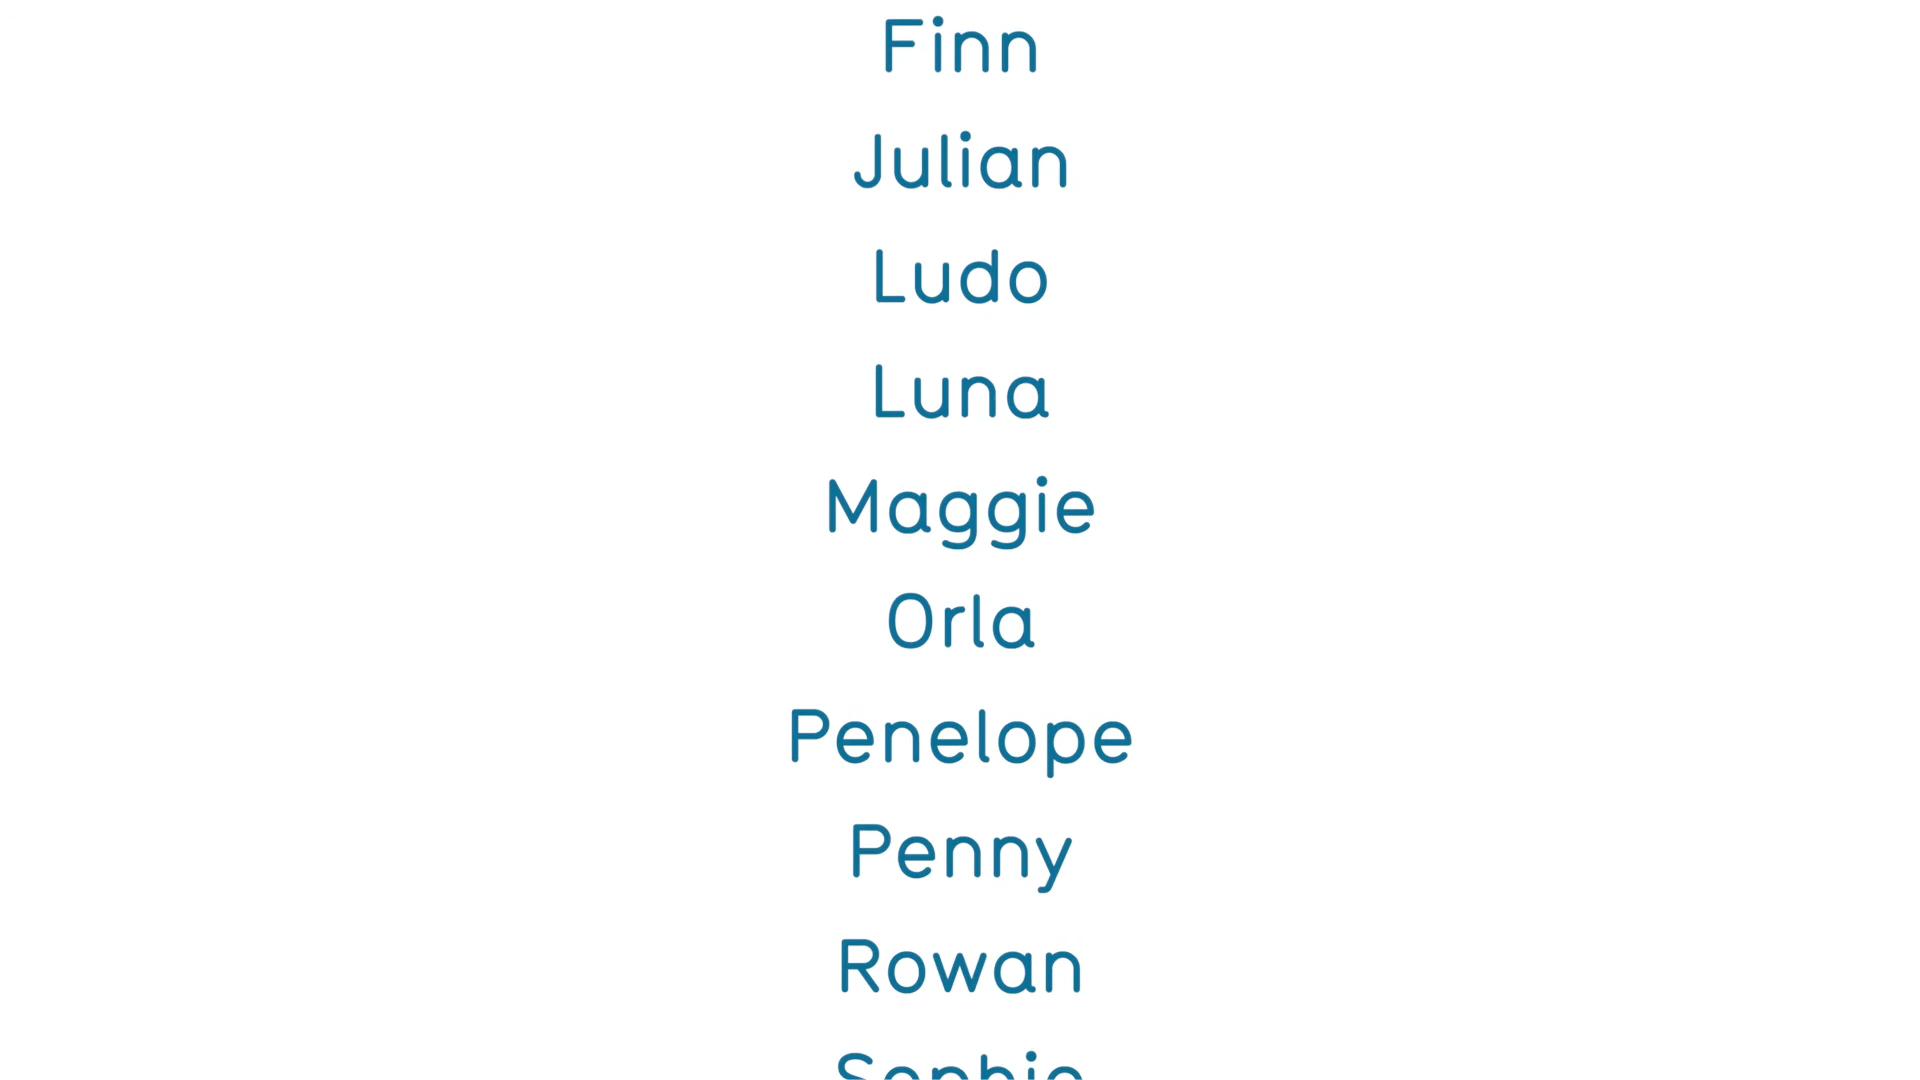 Finn
Julian
Ludo
Luna
Maggie
Orla
Penelope
Penny
Rowan